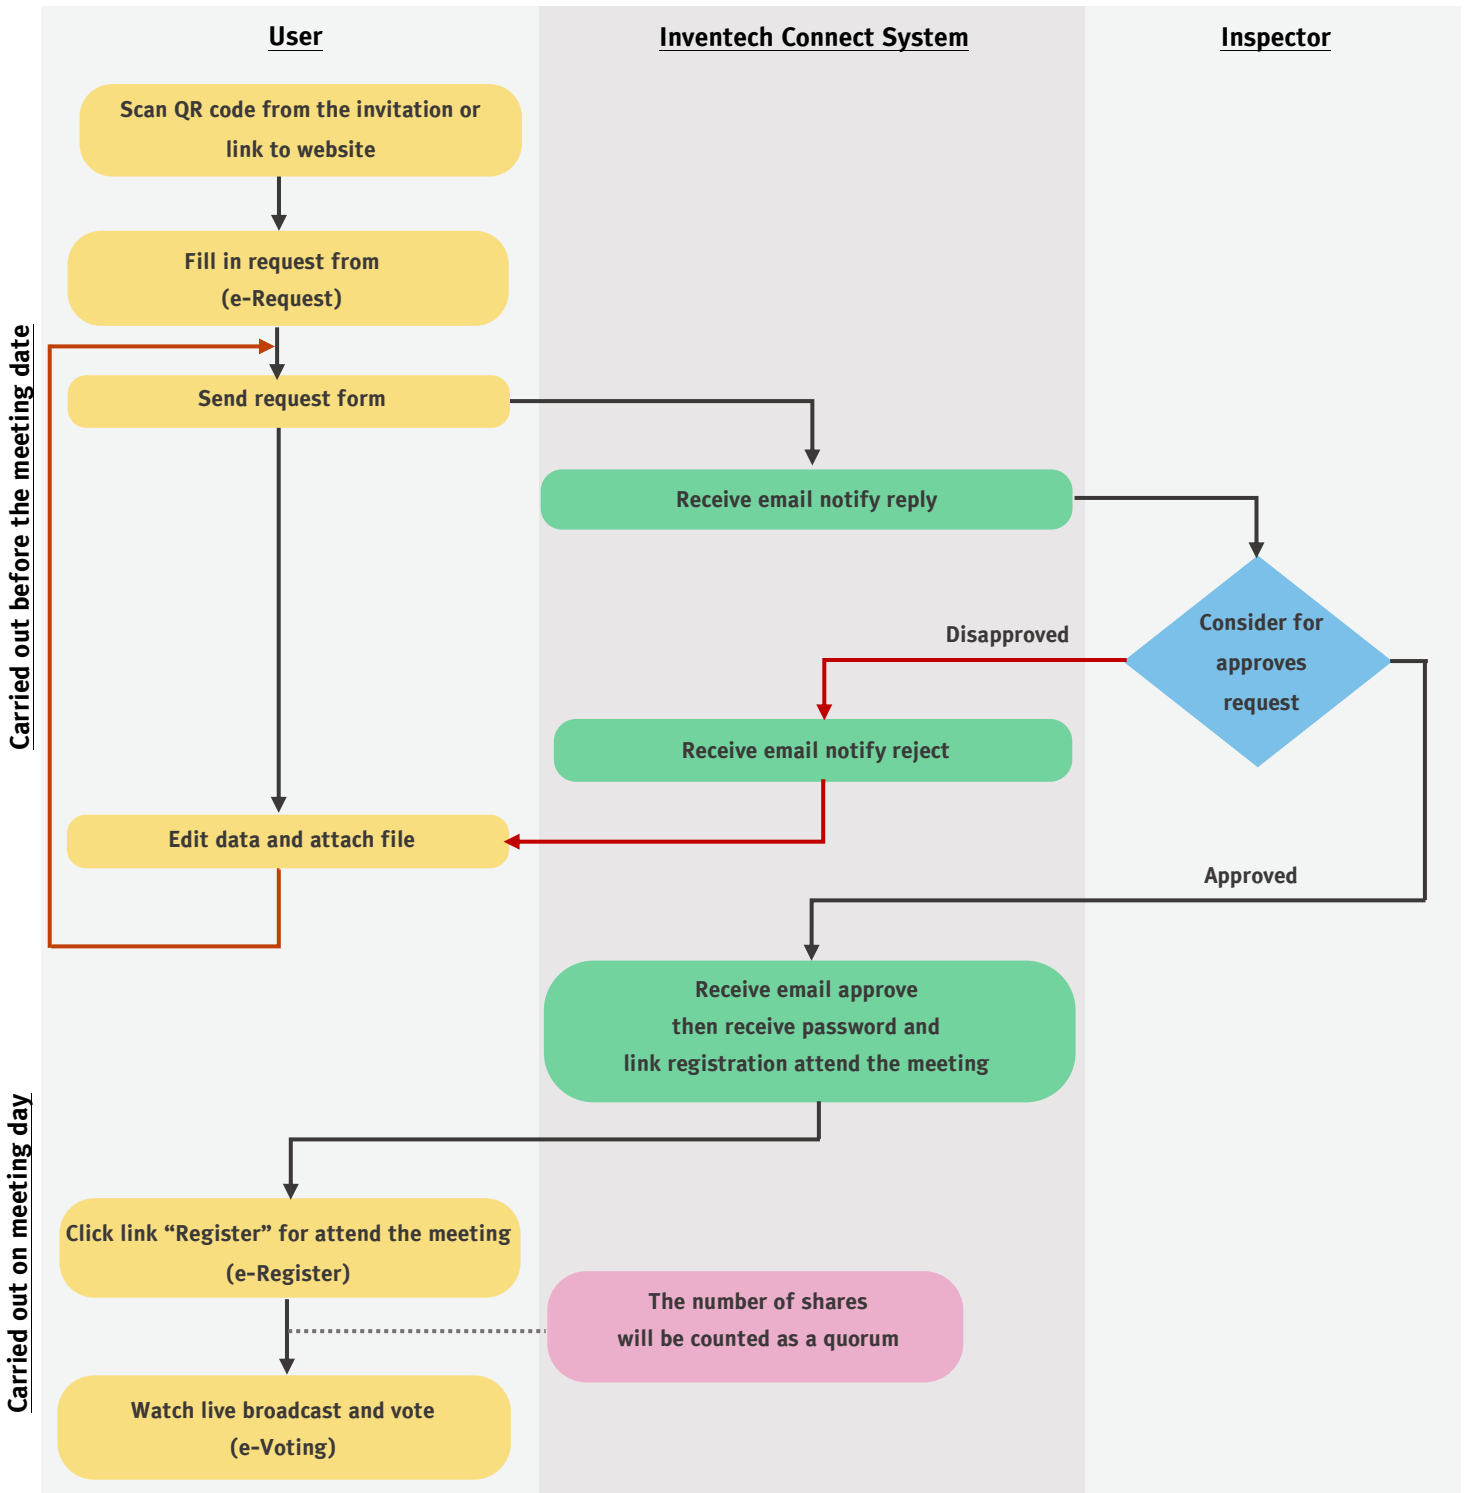 User
Inventech Connect System
Inspector
Scan QR code from the invitation or
link to website
Fill in request from
(e-Request)
Carried out before the meeting date
Send request form
Receive email notify reply
Consider for
approves
request
Disapproved
Receive email notify reject
Edit data and attach file
Approved
Receive email approve
then receive password and
link registration attend the meeting
Carried out on meeting day
Click link “Register” for attend the meeting
(e-Register)
The number of shares
will be counted as a quorum
Watch live broadcast and vote
(e-Voting)